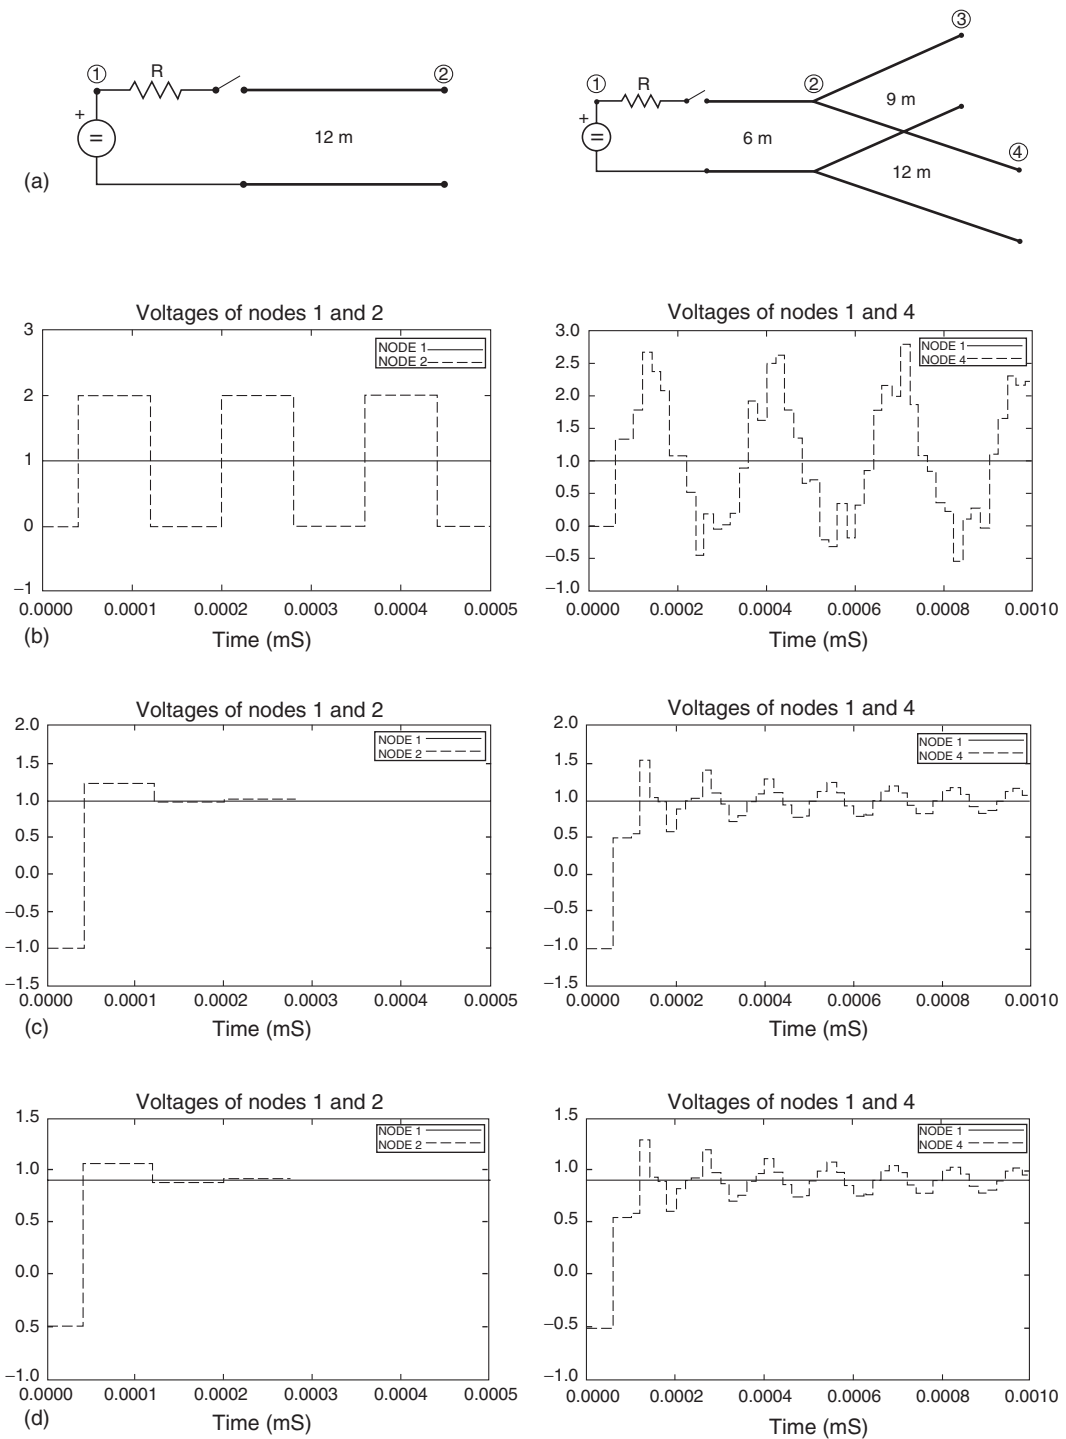 ① R ②
+
=
12 m
(a)
③
① R ②
9 m
+
=
6 m
④
12 m
Voltages of nodes 1 and 2
NODE 1
NODE 2
3
2
1
0
−1
0.0000 0.0001 0.0002 0.0003 0.0004 0.0005
Time (mS)
(b)
Voltages of nodes 1 and 4
NODE 1
NODE 4
3.0
2.5
2.0
1.5
1.0
0.5
0.0
−0.5
−1.0
0.0000 0.0002 0.0004 0.0006 0.0008 0.0010
Time (mS)
Voltages of nodes 1 and 2
NODE 1
NODE 2
2.0
1.5
1.0
0.5
0.0
−0.5
−1.0
−1.5
0.0000 0.0001 0.0002 0.0003 0.0004 0.0005
Time (mS)
(c)
Voltages of nodes 1 and 4
NODE 1
NODE 4
2.0
1.5
1.0
0.5
0.0
−0.5
−1.0
−1.5
0.0000 0.0002 0.0004 0.0006 0.0008 0.0010
Time (mS)
Voltages of nodes 1 and 2
NODE 1
NODE 2
1.5
1.0
0.5
0.0
0.5
−1.0
0.0000 0.0001 0.0002 0.0003 0.0004 0.0005
Time (mS)
(d)
Voltages of nodes 1 and 4
NODE 1
NODE 4
1.5
1.0
0.5
0.0
−0.5
−1.0
0.0000 0.0002 0.0004 0.0006 0.0008 0.0010
Time (mS)